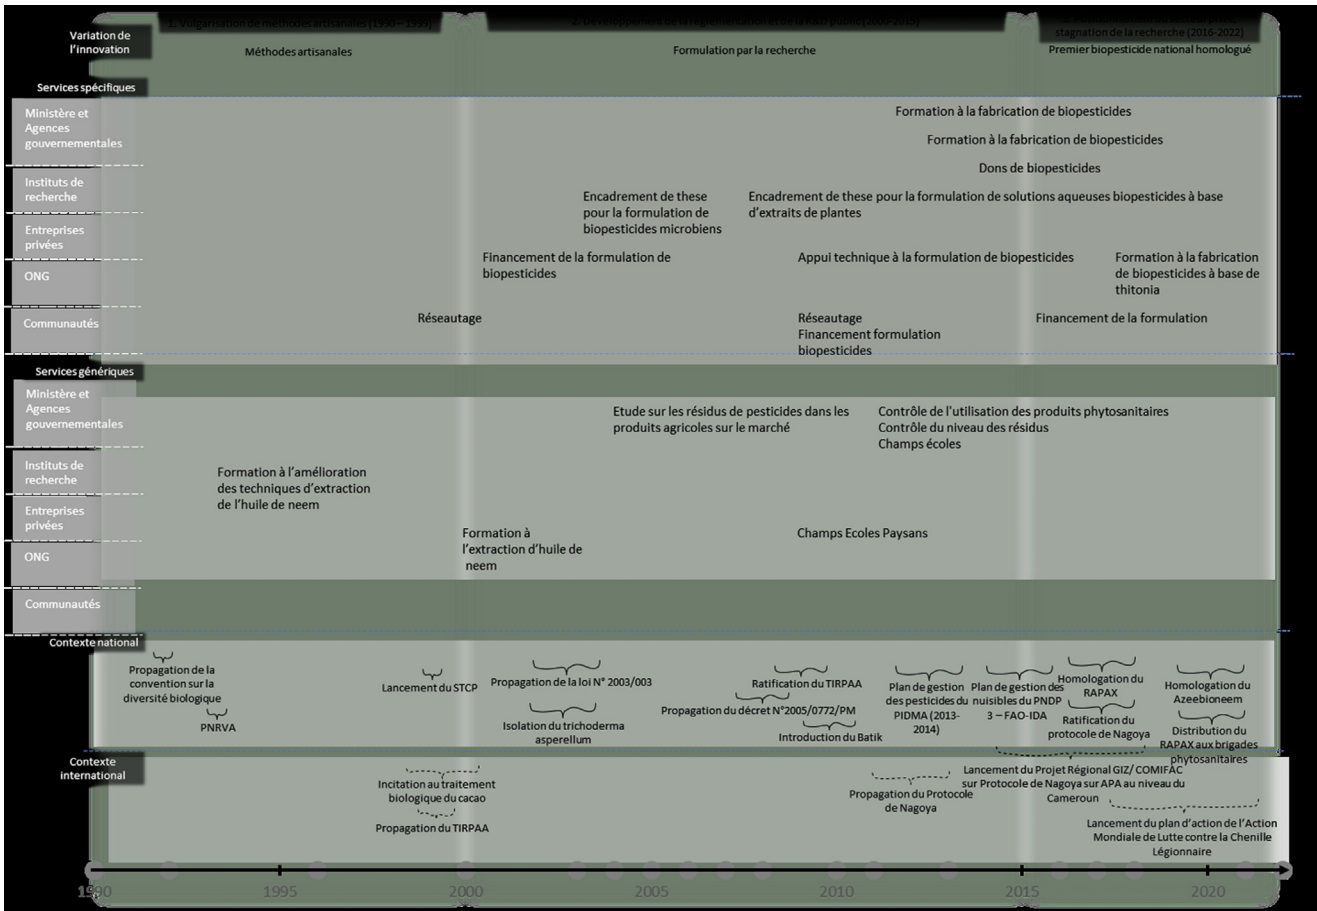 1. Vulgarisation de méthodes artisanales (1990 – 1999)
stagnation de la recherche (2016-2022)
Variation de
l'innovation
Méthodes artisanales
Formulation par la recherche
Premier biopesticide national homologué
Services spécifiques
Ministère et
Agences
gouvernementales
Formation à la fabrication de biopesticides
Formation à la fabrication de biopesticides
Dons de biopesticides
Instituts de
recherche
Encadrement de these
pour la formulation de
biopesticides microbiens
Encadrement de these pour la formulation de solutions aqueuses biopesticides à base
d'extraits de plantes
Entreprises
privées
ONG
Financement de la formulation de
biopesticides
Appui technique à la formulation de biopesticides
Formation à la fabrication
de biopesticides à base de
thitonia
Communautés
Réseautage
Réseautage
Financement formulation
biopesticides
Financement de la formulation
Services génériques
Ministère et
Agences
gouvernementales
Etude sur les résidus de pesticides dans les
produits agricoles sur le marché
Contrôle de l'utilisation des produits phytosanitaires
Contrôle du niveau des résidus
Champs écoles
Instituts de
recherche
Formation à l'amélioration
des techniques d'extraction
de l'huile de neem
Entreprises
privées
ONG
Formation à
l'extraction d'huile de
neem
Champs Ecoles Paysans
Communautés
Contexte national
Propagation de la
convention sur la
diversité biologique
PNRVA
Lancement du STCP
Propagation de la loi N° 2003/003
Isolation du trichoderma
asperellum
Ratification du TIRPAA
Propagation du décret N°2005/0772/PM
Introduction du Batik
Plan de gestion
des pesticides du
PIDMA (2013-
2014)
Plan de gestion des
nuisibles du PNDP
3 – FAO-IDA
Homologation du
RAPAX
Ratification du
protocole de Nagoya
Homologation du
Azeebioneem
Distribution du
RAPAX aux brigades
phytosanitaires
Contexte
international
Incitation au traitement
biologique du cacao
Propagation du TIRPAA
Propagation du Protocole
de Nagoya
Lancement du Projet Régional GIZ/ COMIFAC
sur Protocole de Nagoya sur APA au niveau du
Cameroun
Lancement du plan d'action de l'Action
Mondiale de Lutte contre la Chenille
Légionnaire
1990
1995
2000
2005
2010
2015
2020